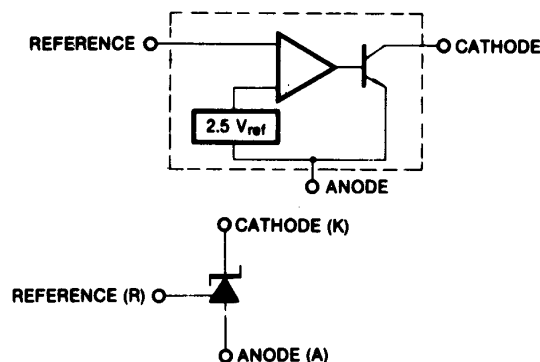 REFERENCE
CATHODE
2.5 Vref
ANODE
CATHODE (K)
REFERENCE (R)
ANODE (A)